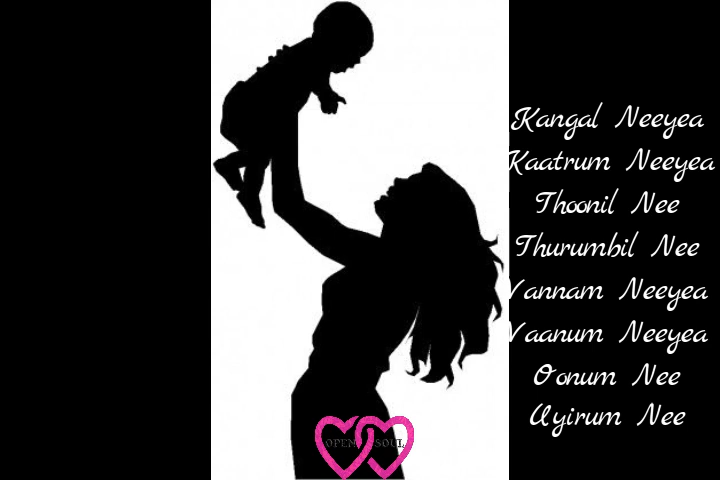 Kangal Neeyea
Kaatrum Neeyea
Thoonil Nee
Thurumbil Nee
Vannam Neeyea
Vaanum Neeyea
Oonum Nee
Uyirum Nee
OPEN SOUL